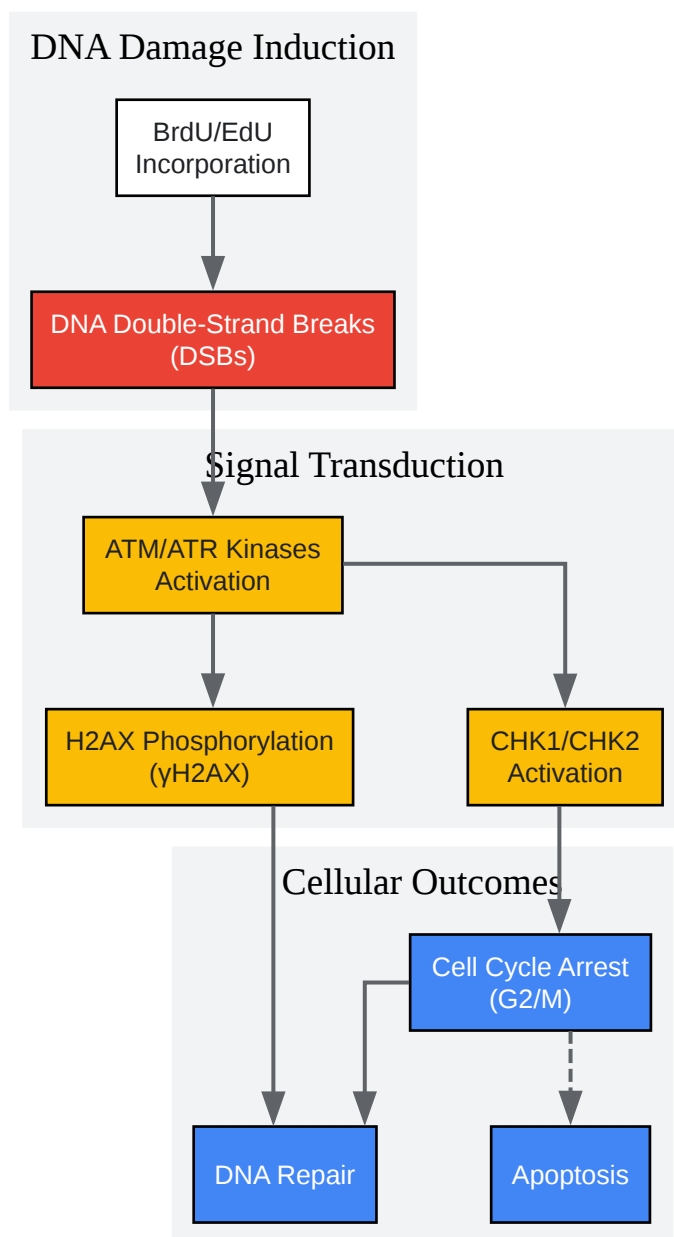 DNA Damage Induction
BrdU/EdU
Incorporation
DNA Double-Strand Breaks
(DSBs)
Signal Transduction
ATM/ATR Kinases
Activation
H2AX Phosphorylation
(γH2AX)
CHK1/CHK2
Activation
Cellular Outcomes
Cell Cycle Arrest
(G2/M)
DNA Repair
Apoptosis